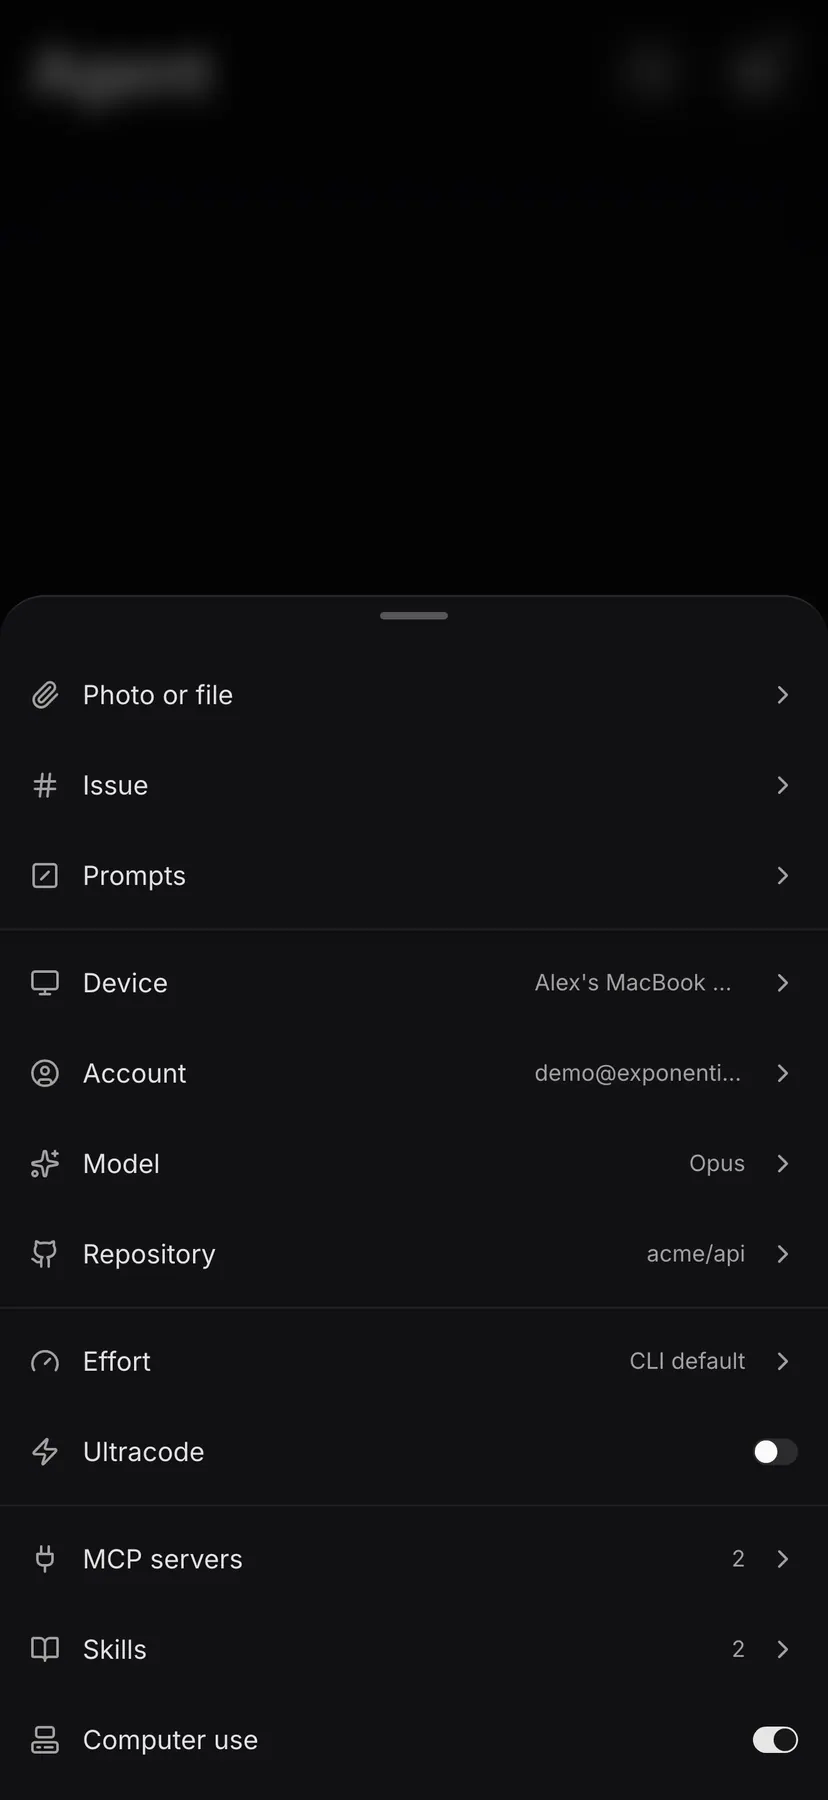 Photo or file
Issue
Prompts
Device Alex's MacBook ...
Account demo@exponenti...
Model Opus
Repository acme/api
Effort CLI default
Ultracode
MCP servers 2
Skills 2
Computer use